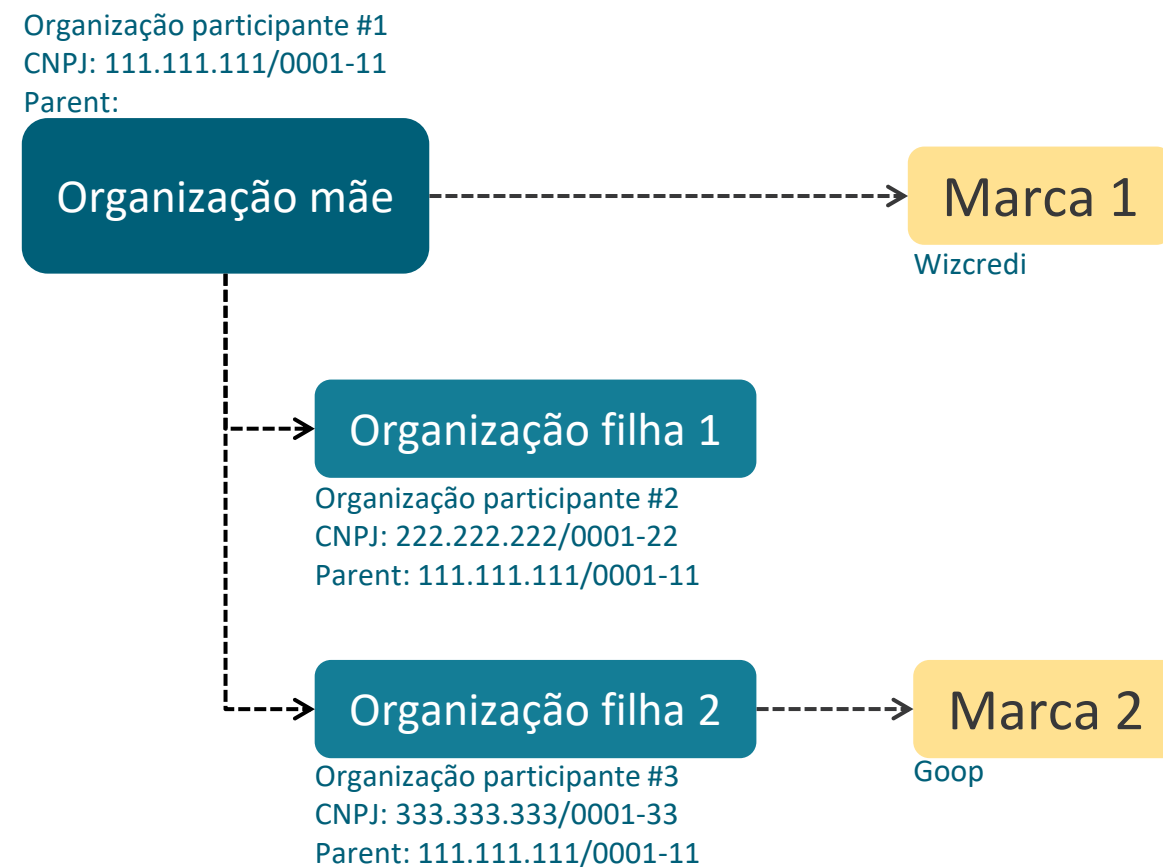 Organização participante #1
CNPJ: 111.111.111/0001-11
Parent:
Organização mãe
Marca 1
Wizcredi
Organização filha 1
Organização participante #2
CNPJ: 222.222.222/0001-22
Parent: 111.111.111/0001-11
Organização filha 2
Marca 2
Goop
Organização participante #3
CNPJ: 333.333.333/0001-33
Parent: 111.111.111/0001-11